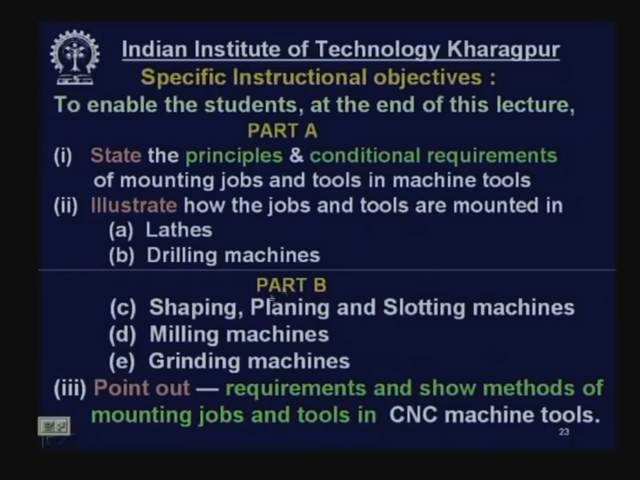 Indian Institute of Technology Kharagpur
Specific Instructional objectives :
To enable the students, at the end of this lecture,
PART A
(i) State the principles & conditional requirements
of mounting jobs and tools in machine tools
(ii) Illustrate how the jobs and tools are mounted in
(a) Lathes
(b) Drilling machines
PART B
(c) Shaping, Planing and Slotting machines
(d) Milling machines
(e) Grinding machines
(iii) Point out — requirements and show methods of
mounting jobs and tools in CNC machine tools.
23